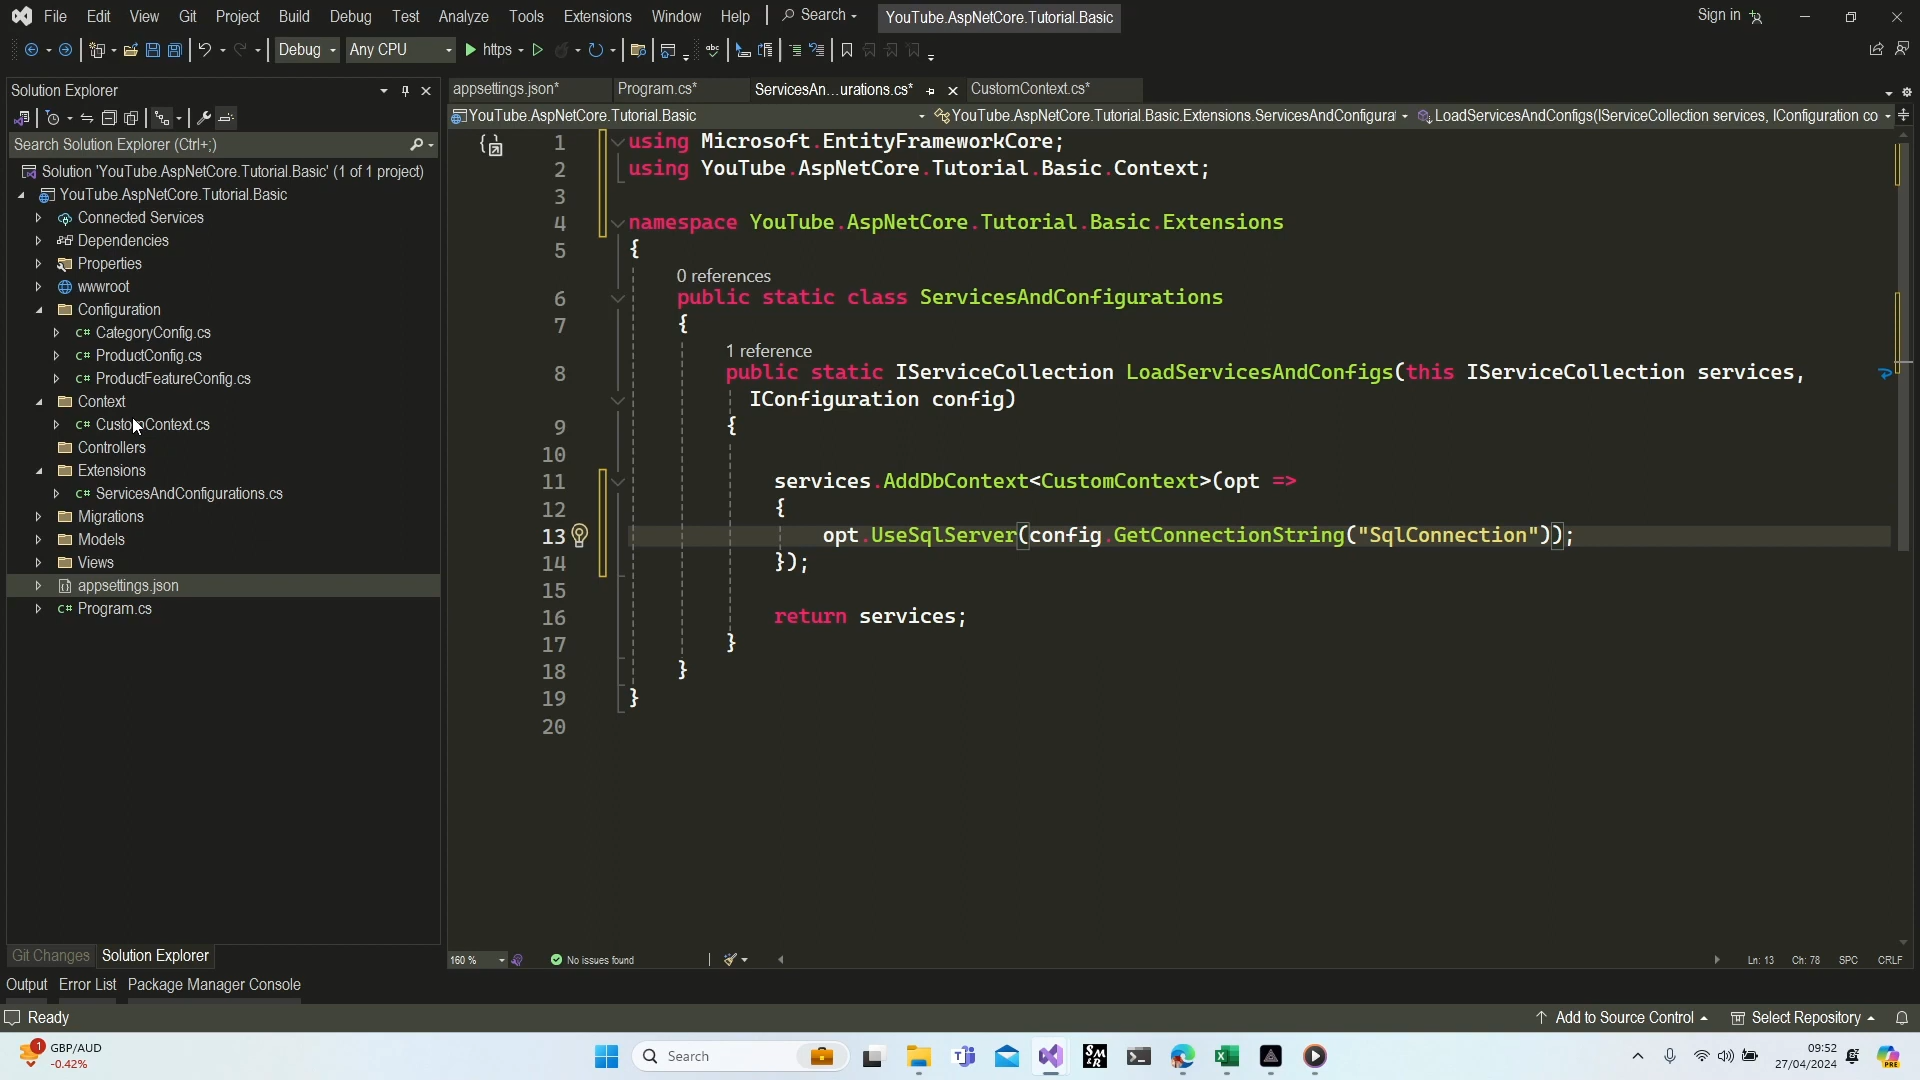 File Edit View Git Project Build Debug Test Analyze Tools Extensions Window Help Search YouTube.AspNetCore.Tutorial.Basic Sign in
Debug Any CPU https
Solution Explorer
Search Solution Explorer (Ctrl+;)
Solution 'YouTube.AspNetCore.Tutorial.Basic' (1 of 1 project)
YouTube.AspNetCore.Tutorial.Basic
Connected Services
Dependencies
Properties
wwwroot
Configuration
C# CategoryConfig.cs
C# ProductConfig.cs
C# ProductFeatureConfig.cs
Context
C# CustomContext.cs
Controllers
Extensions
C# ServicesAndConfigurations.cs
Migrations
Models
Views
appsettings.json
C# Program.cs
Git Changes Solution Explorer
appsettings.json* Program.cs* ServicesAn...urations.cs* CustomContext.cs*
YouTube.AspNetCore.Tutorial.Basic YouTube.AspNetCore.Tutorial.Basic.Extensions.ServicesAndConfigurat LoadServicesAndConfigs(IServiceCollection services, IConfiguration co
1 using Microsoft.EntityFrameworkCore;
2 using YouTube.AspNetCore.Tutorial.Basic.Context;
3
4 namespace YouTube.AspNetCore.Tutorial.Basic.Extensions
5 {
0 references
6 public static class ServicesAndConfigurations
7 {
1 reference
8 public static IServiceCollection LoadServicesAndConfigs(this IServiceCollection services,
IConfiguration config)
9 {
10
11 services.AddDbContext<CustomContext>(opt =>
12 {
13 opt.UseSqlServer(config.GetConnectionString("SqlConnection"));
14 });
15
16 return services;
17 }
18 }
19 }
20
160 % No issues found Ln: 13 Ch: 78 SPC CRLF
Output Error List Package Manager Console
Ready Add to Source Control Select Repository
1 GBP/AUD
-0.42%
Search
09:52
27/04/2024
PRE